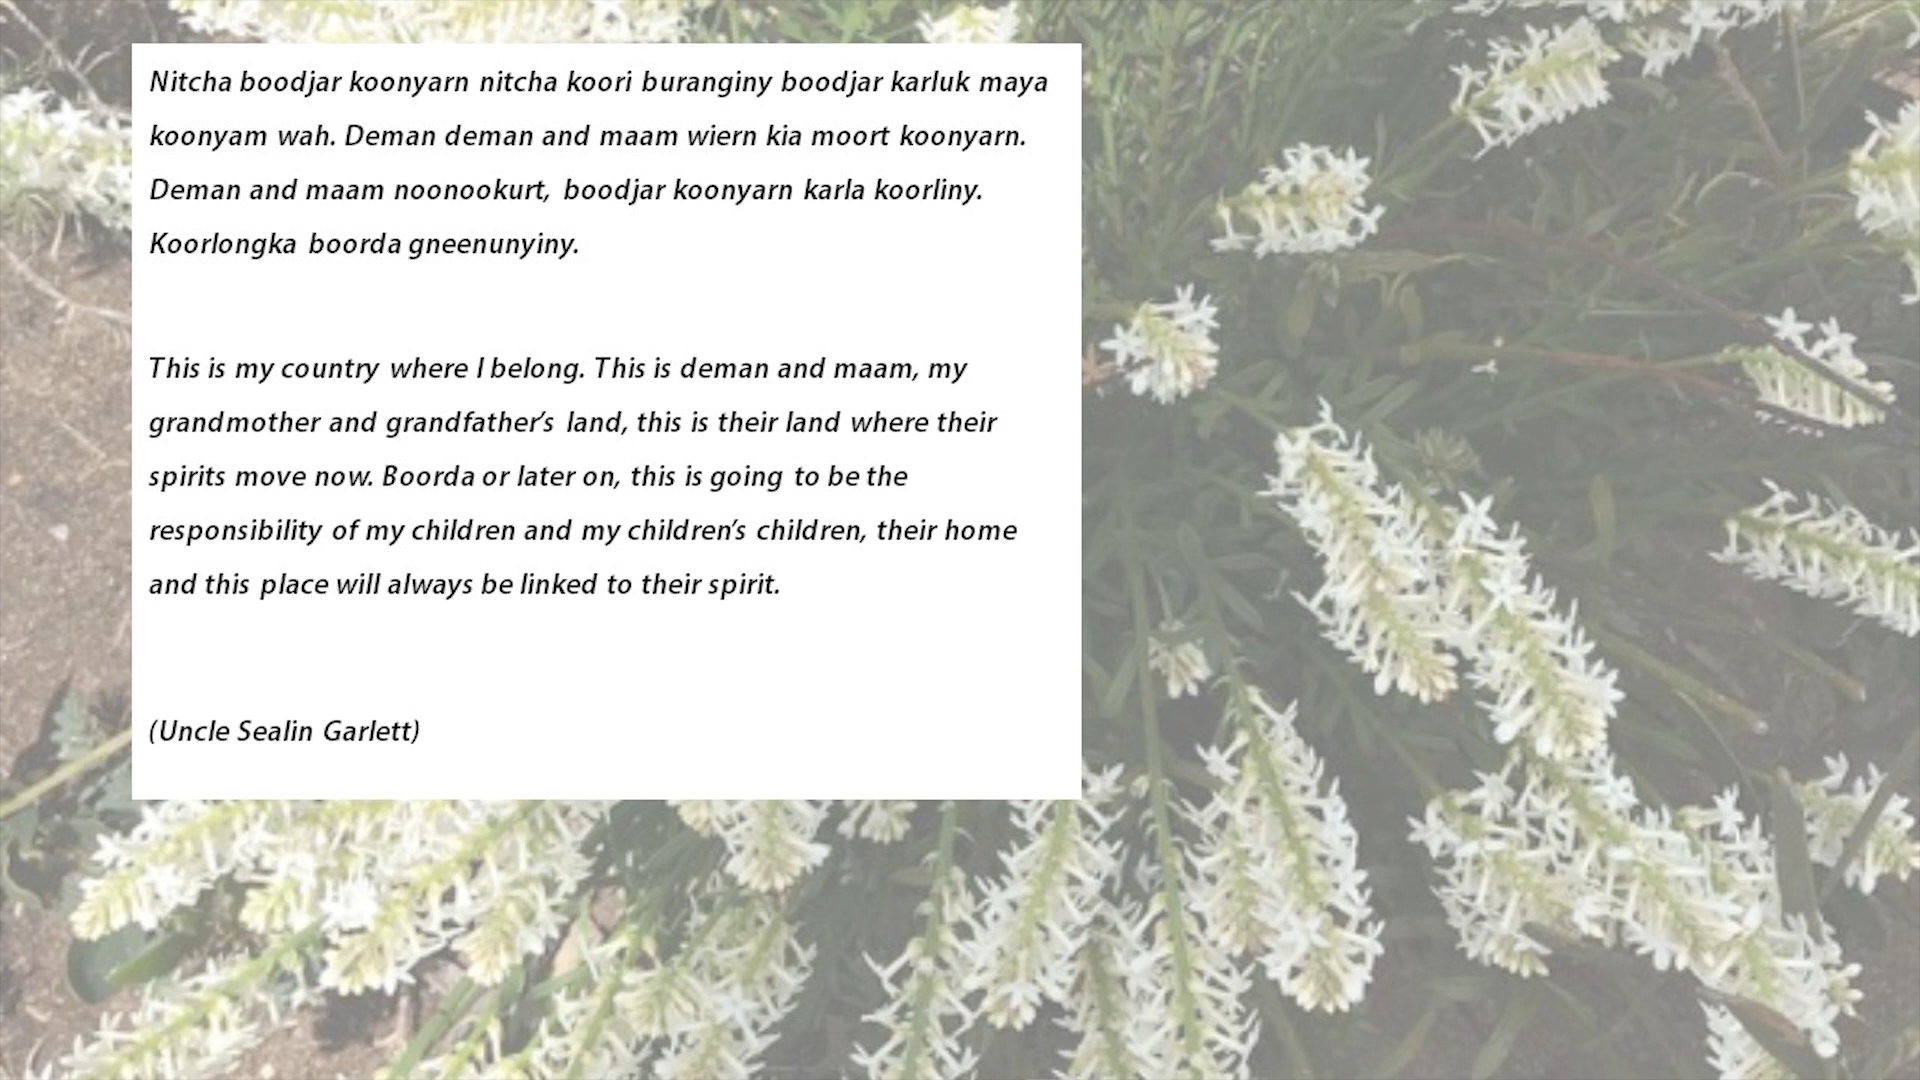 Nitcha boodjar koonyarn nitcha koori buranginy boodjar karluk maya
koonyam wah. Deman deman and maam wiern kia moort koonyarn.
Deman and maam noonookurt, boodjar koonyarn karla koorliny.
Koorlongka boorda gneenunyiny.
This is my country where I belong. This is deman and maam, my
grandmother and grandfather’s land, this is their land where their
spirits move now. Boorda or later on, this is going to be the
responsibility of my children and my children’s children, their home
and this place will always be linked to their spirit.
(Uncle Sealin Garlett)